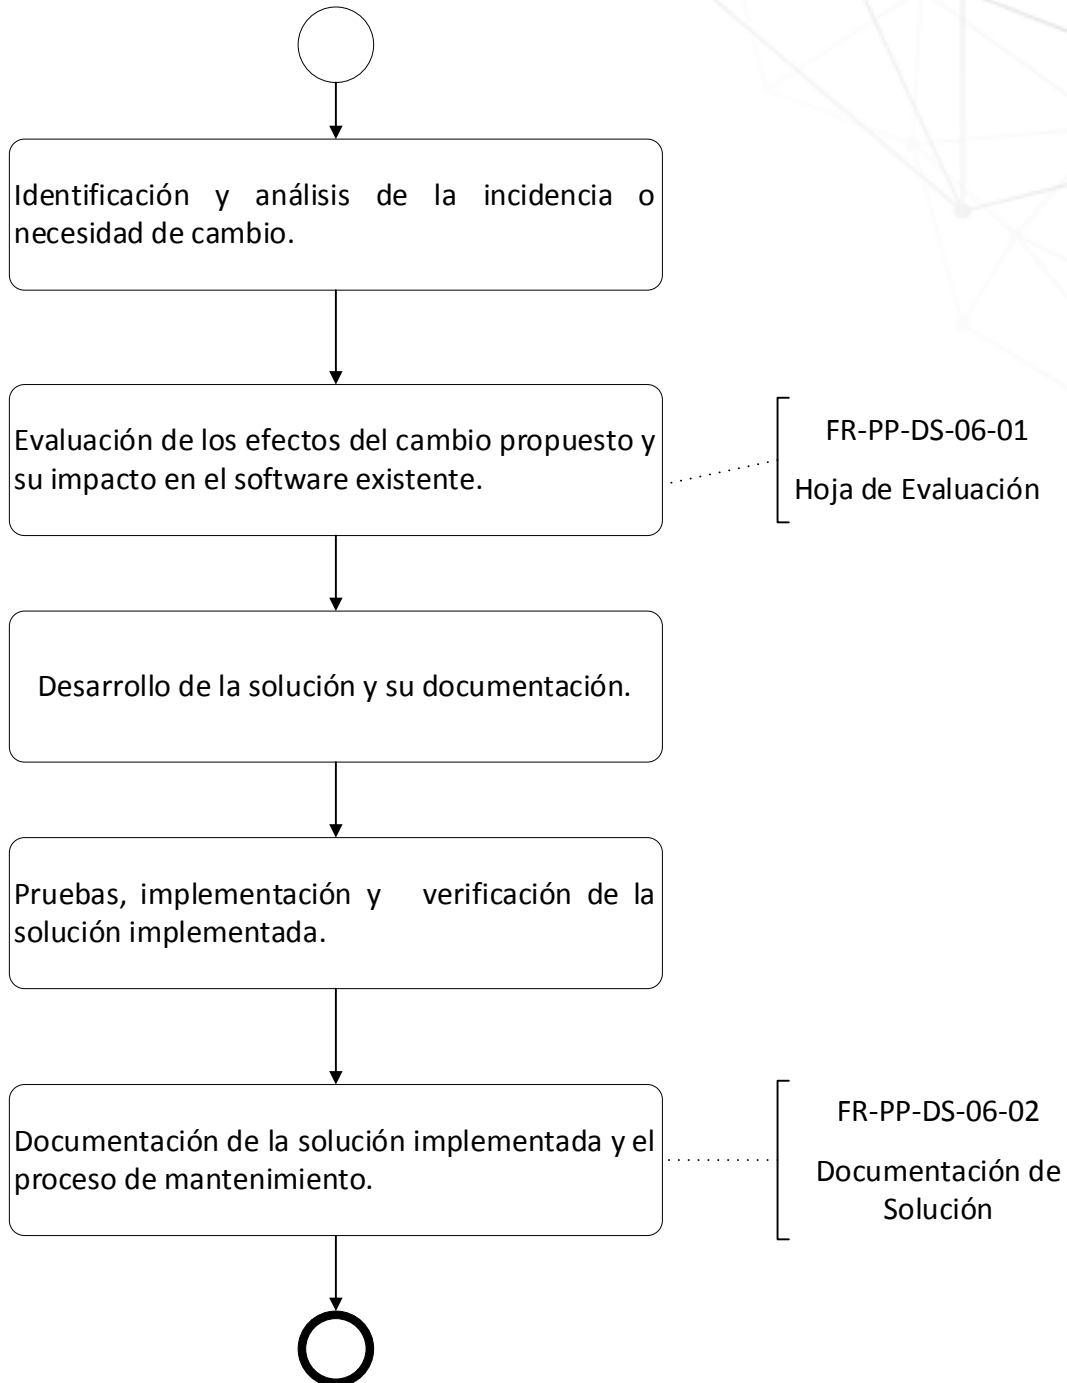 Identificación y análisis de la incidencia o
necesidad de cambio.
Evaluación de los efectos del cambio propuesto y
su impacto en el software existente.
FR-PP-DS-06-01
Hoja de Evaluación
Desarrollo de la solución y su documentación.
Pruebas, implementación y verificación de la
solución implementada.
Documentación de la solución implementada y el
proceso de mantenimiento.
FR-PP-DS-06-02
Documentación de
Solución